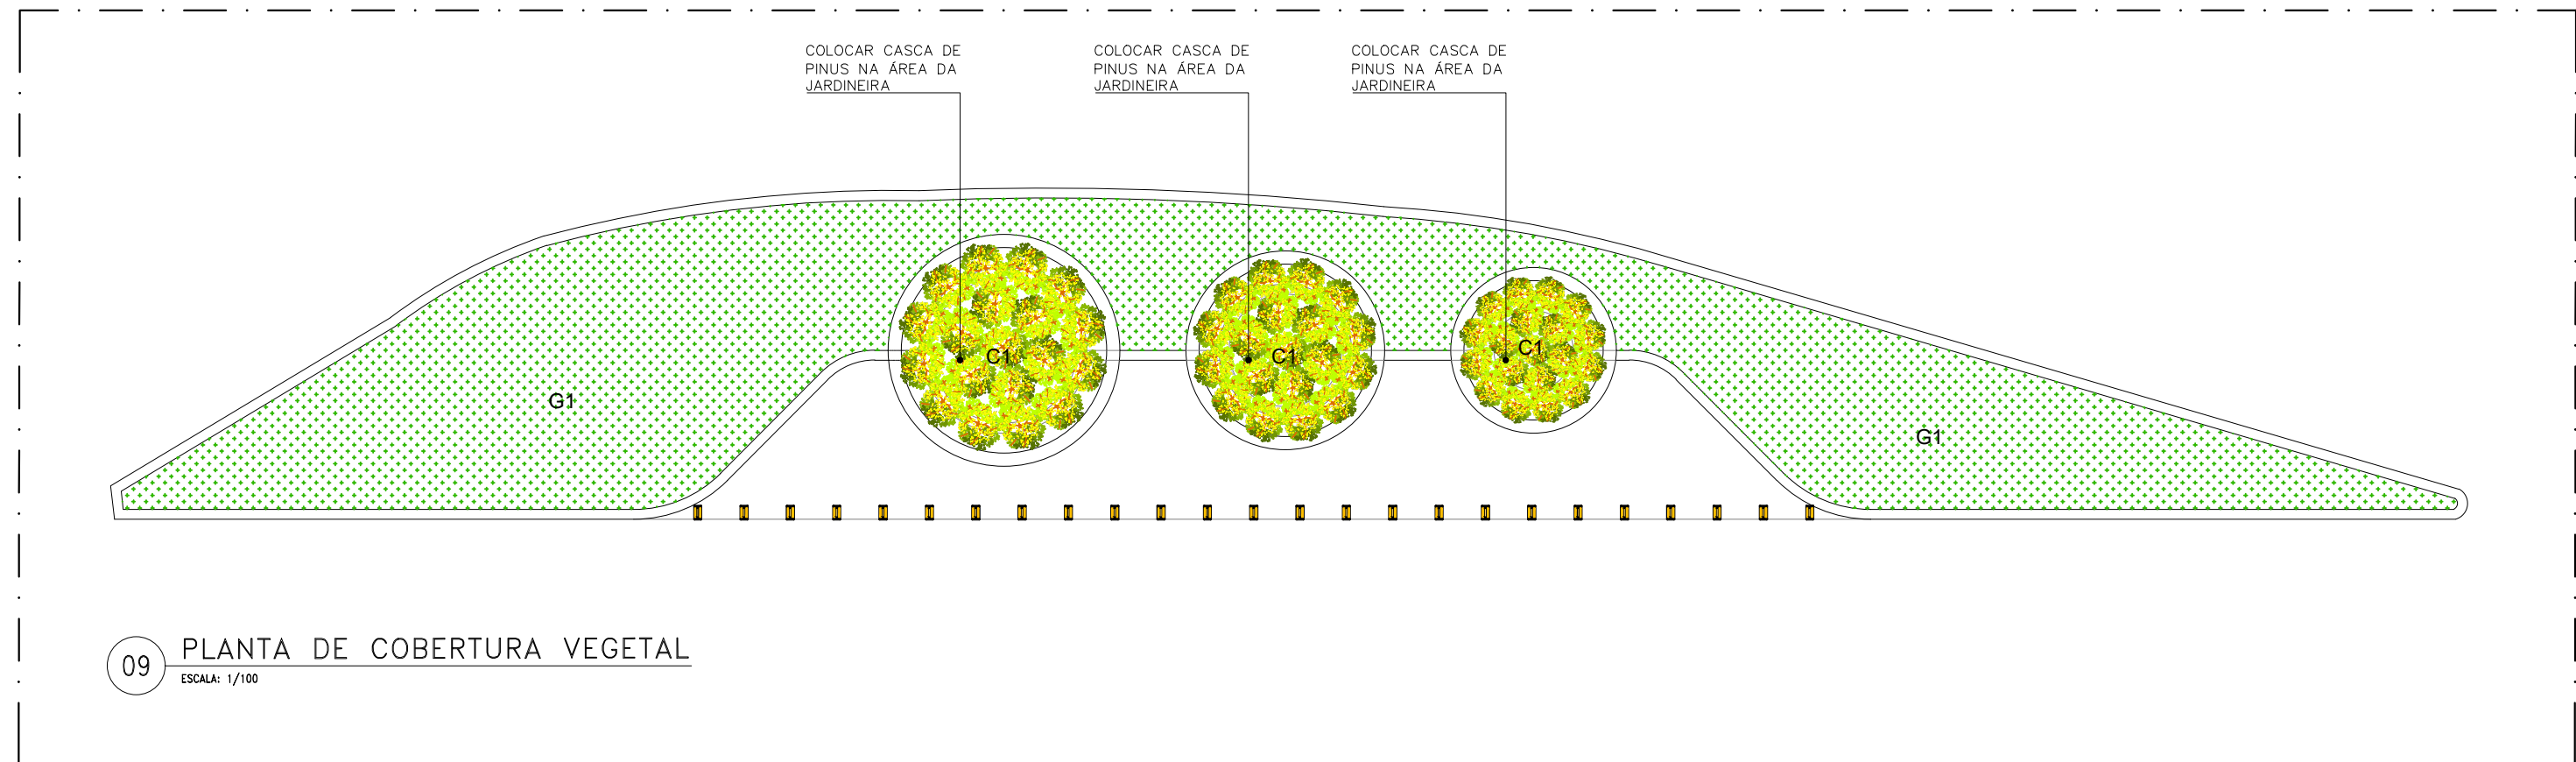 COLOCAR CASCA DE
PINUS NA ÁREA DA
JARDINEIRA
COLOCAR CASCA DE
PINUS NA ÁREA DA
JARDINEIRA
COLOCAR CASCA DE
PINUS NA ÁREA DA
JARDINEIRA
C1
C1
C1
G1
G1
09
PLANTA DE COBERTURA VEGETAL
ESCALA: 1/100